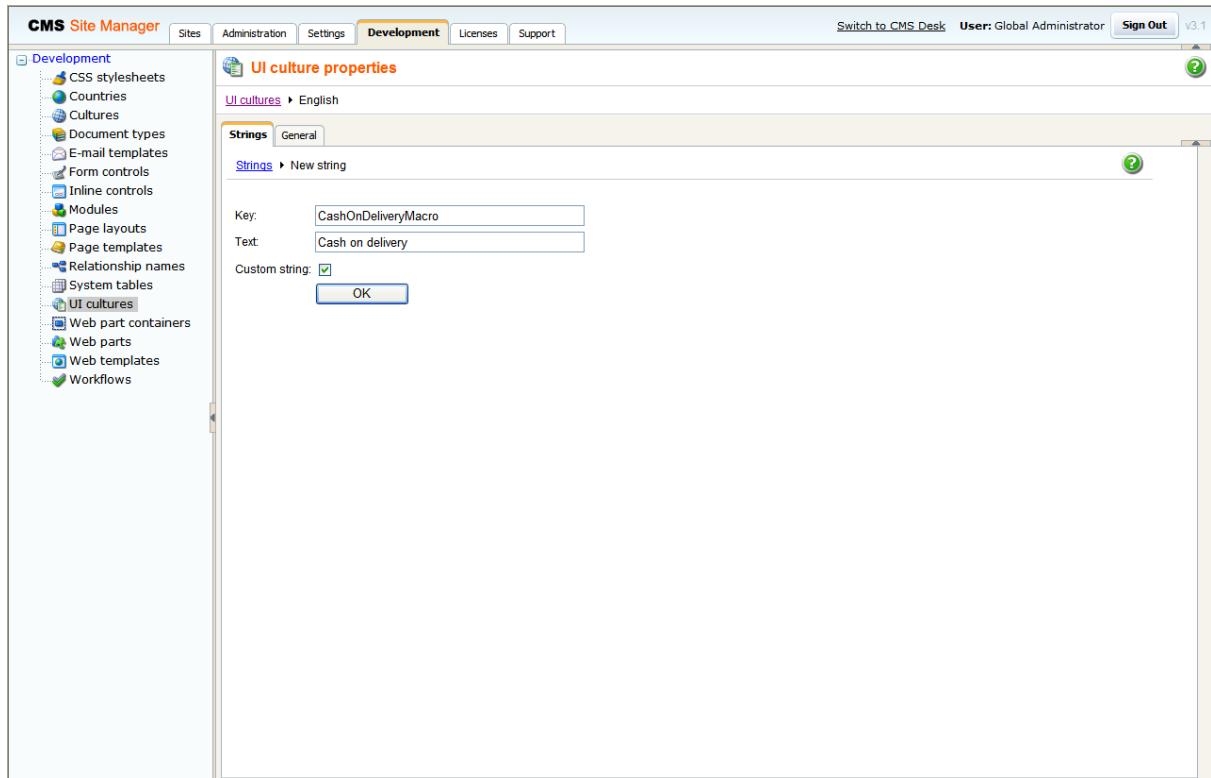 CMS Site Manager Sites Administration Settings Development Licenses Support Switch to CMS Desk User: Global Administrator Sign Out v3.1
Development
CSS stylesheets
Countries
Cultures
Document types
E-mail templates
Form controls
Inline controls
Modules
Page layouts
Page templates
Relationship names
System tables
UI cultures
Web part containers
Web parts
Web templates
Workflows
UI culture properties
UI cultures English
Strings General
Strings New string
Key: CashOnDeliveryMacro
Text: Cash on delivery
Custom string:
OK